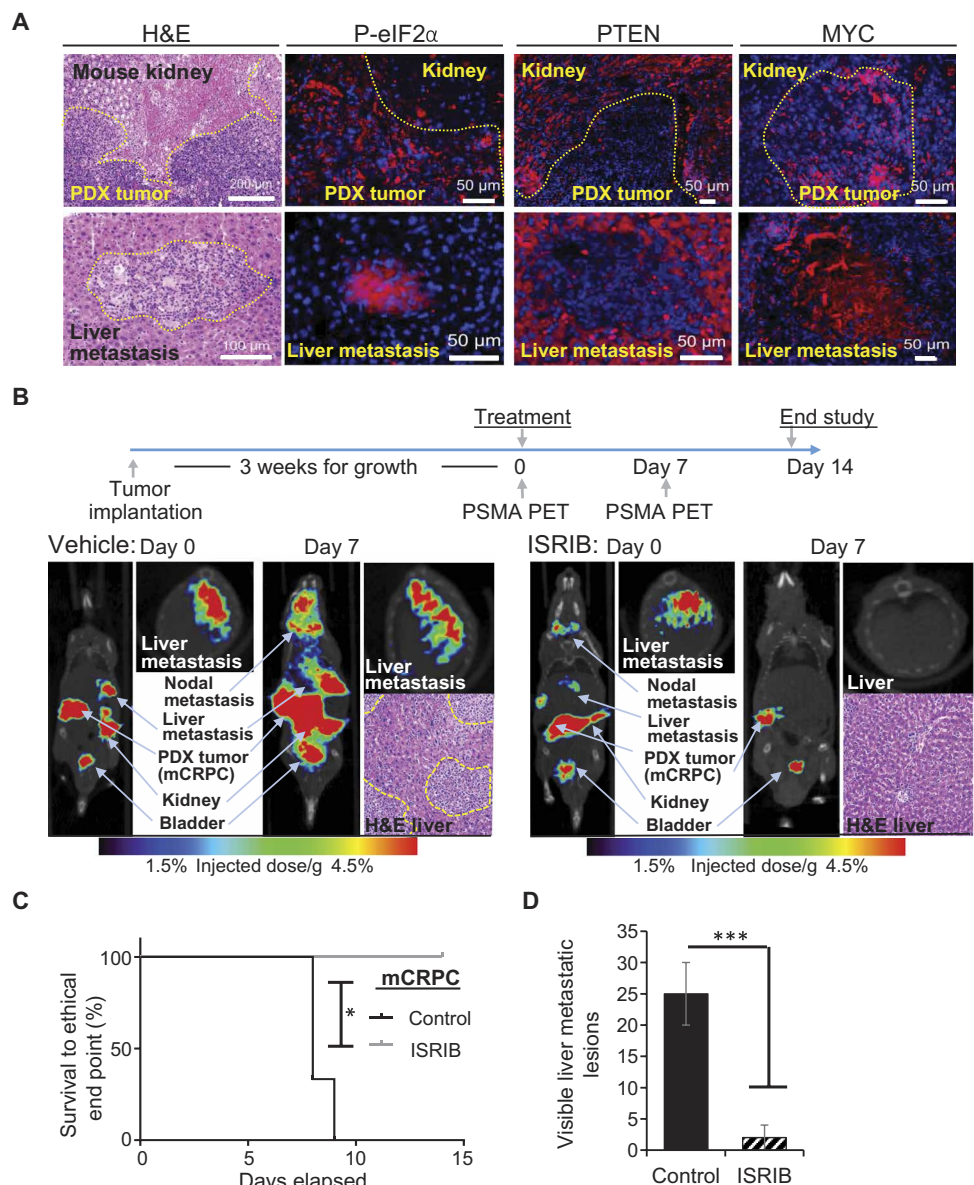 A
H&E
P-eIF2α
PTEN
MYC
Mouse kidney
PDX tumor
200 μm
Kidney
PDX tumor
50 μm
Kidney
PDX tumor
50 μm
Kidney
PDX tumor
50 μm
Liver
metastasis
100 μm
Liver metastasis
50 μm
Liver metastasis
50 μm
Liver metastasis
50 μm
B
Treatment
End study
3 weeks for growth
0
Day 7
Day 14
Tumor
implantation
PSMA PET
PSMA PET
Vehicle: Day 0
Day 7
Liver
metastasis
Liver
metastasis
Nodal
metastasis
Liver
metastasis
PDX tumor
(mCRPC)
Kidney
Bladder
H&E liver
1.5% Injected dose/g 4.5%
ISRIB: Day 0
Day 7
Liver
metastasis
Liver
Nodal
metastasis
Liver
metastasis
PDX tumor
(mCRPC)
Kidney
Bladder
H&E liver
1.5% Injected dose/g 4.5%
C
Survival to ethical
end point (%)
100
50
0
0
5
10
15
Days elapsed
mCRPC
Control
ISRIB
*
D
Visible liver metastatic
lesions
35
30
25
20
15
10
5
0
***
Control
ISRIB